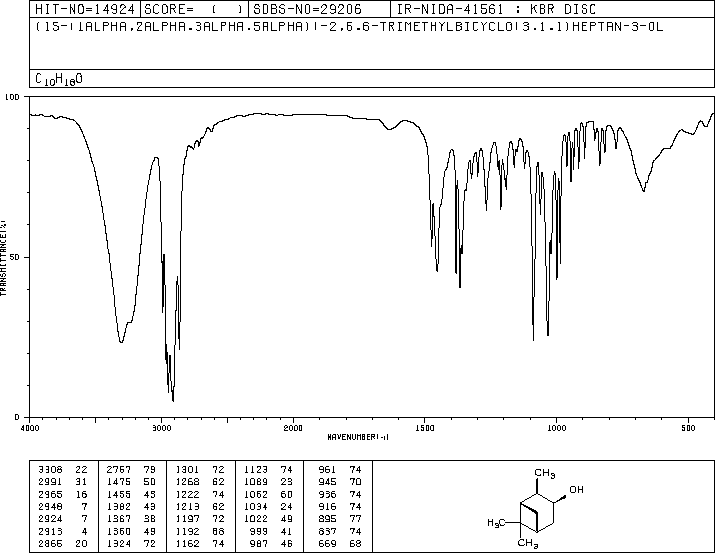 HIT-NO=14924 SCORE= ( ) SDBS-NO=29206 IR-NIDA-41561 : KBR DISC
(1S-(1ALPHA,2ALPHA,3ALPHA,5ALPHA))-2,6,6-TRIMETHYLBICYCLO(3.1.1)HEPTAN-3-OL
C10H18O
100
50
0
TRANSMITTANCE(%)
4000 3000 2000 1500 1000 500
WAVENUMBER(-1)
3308 22 2767 79 1301 72 1123 74 961 74
2991 31 1475 50 1268 62 1089 23 945 70
2965 16 1455 45 1222 74 1062 60 936 74
2948 7 1382 43 1213 62 1034 24 916 74
2924 7 1367 38 1197 72 1022 49 895 77
2913 4 1360 49 1192 68 999 41 837 74
2866 20 1324 72 1162 74 987 46 669 68
CH3
OH
H3C
CH3